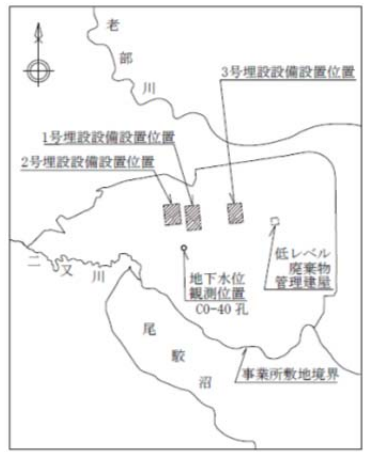 老部川
3号埋設設備設置位置
1号埋設設備設置位置
2号埋設設備設置位置
二又川
地下水位
観測位置
CO-40孔
低レベル
廃棄物
管理建屋
尾駮沼
事業所敷地境界